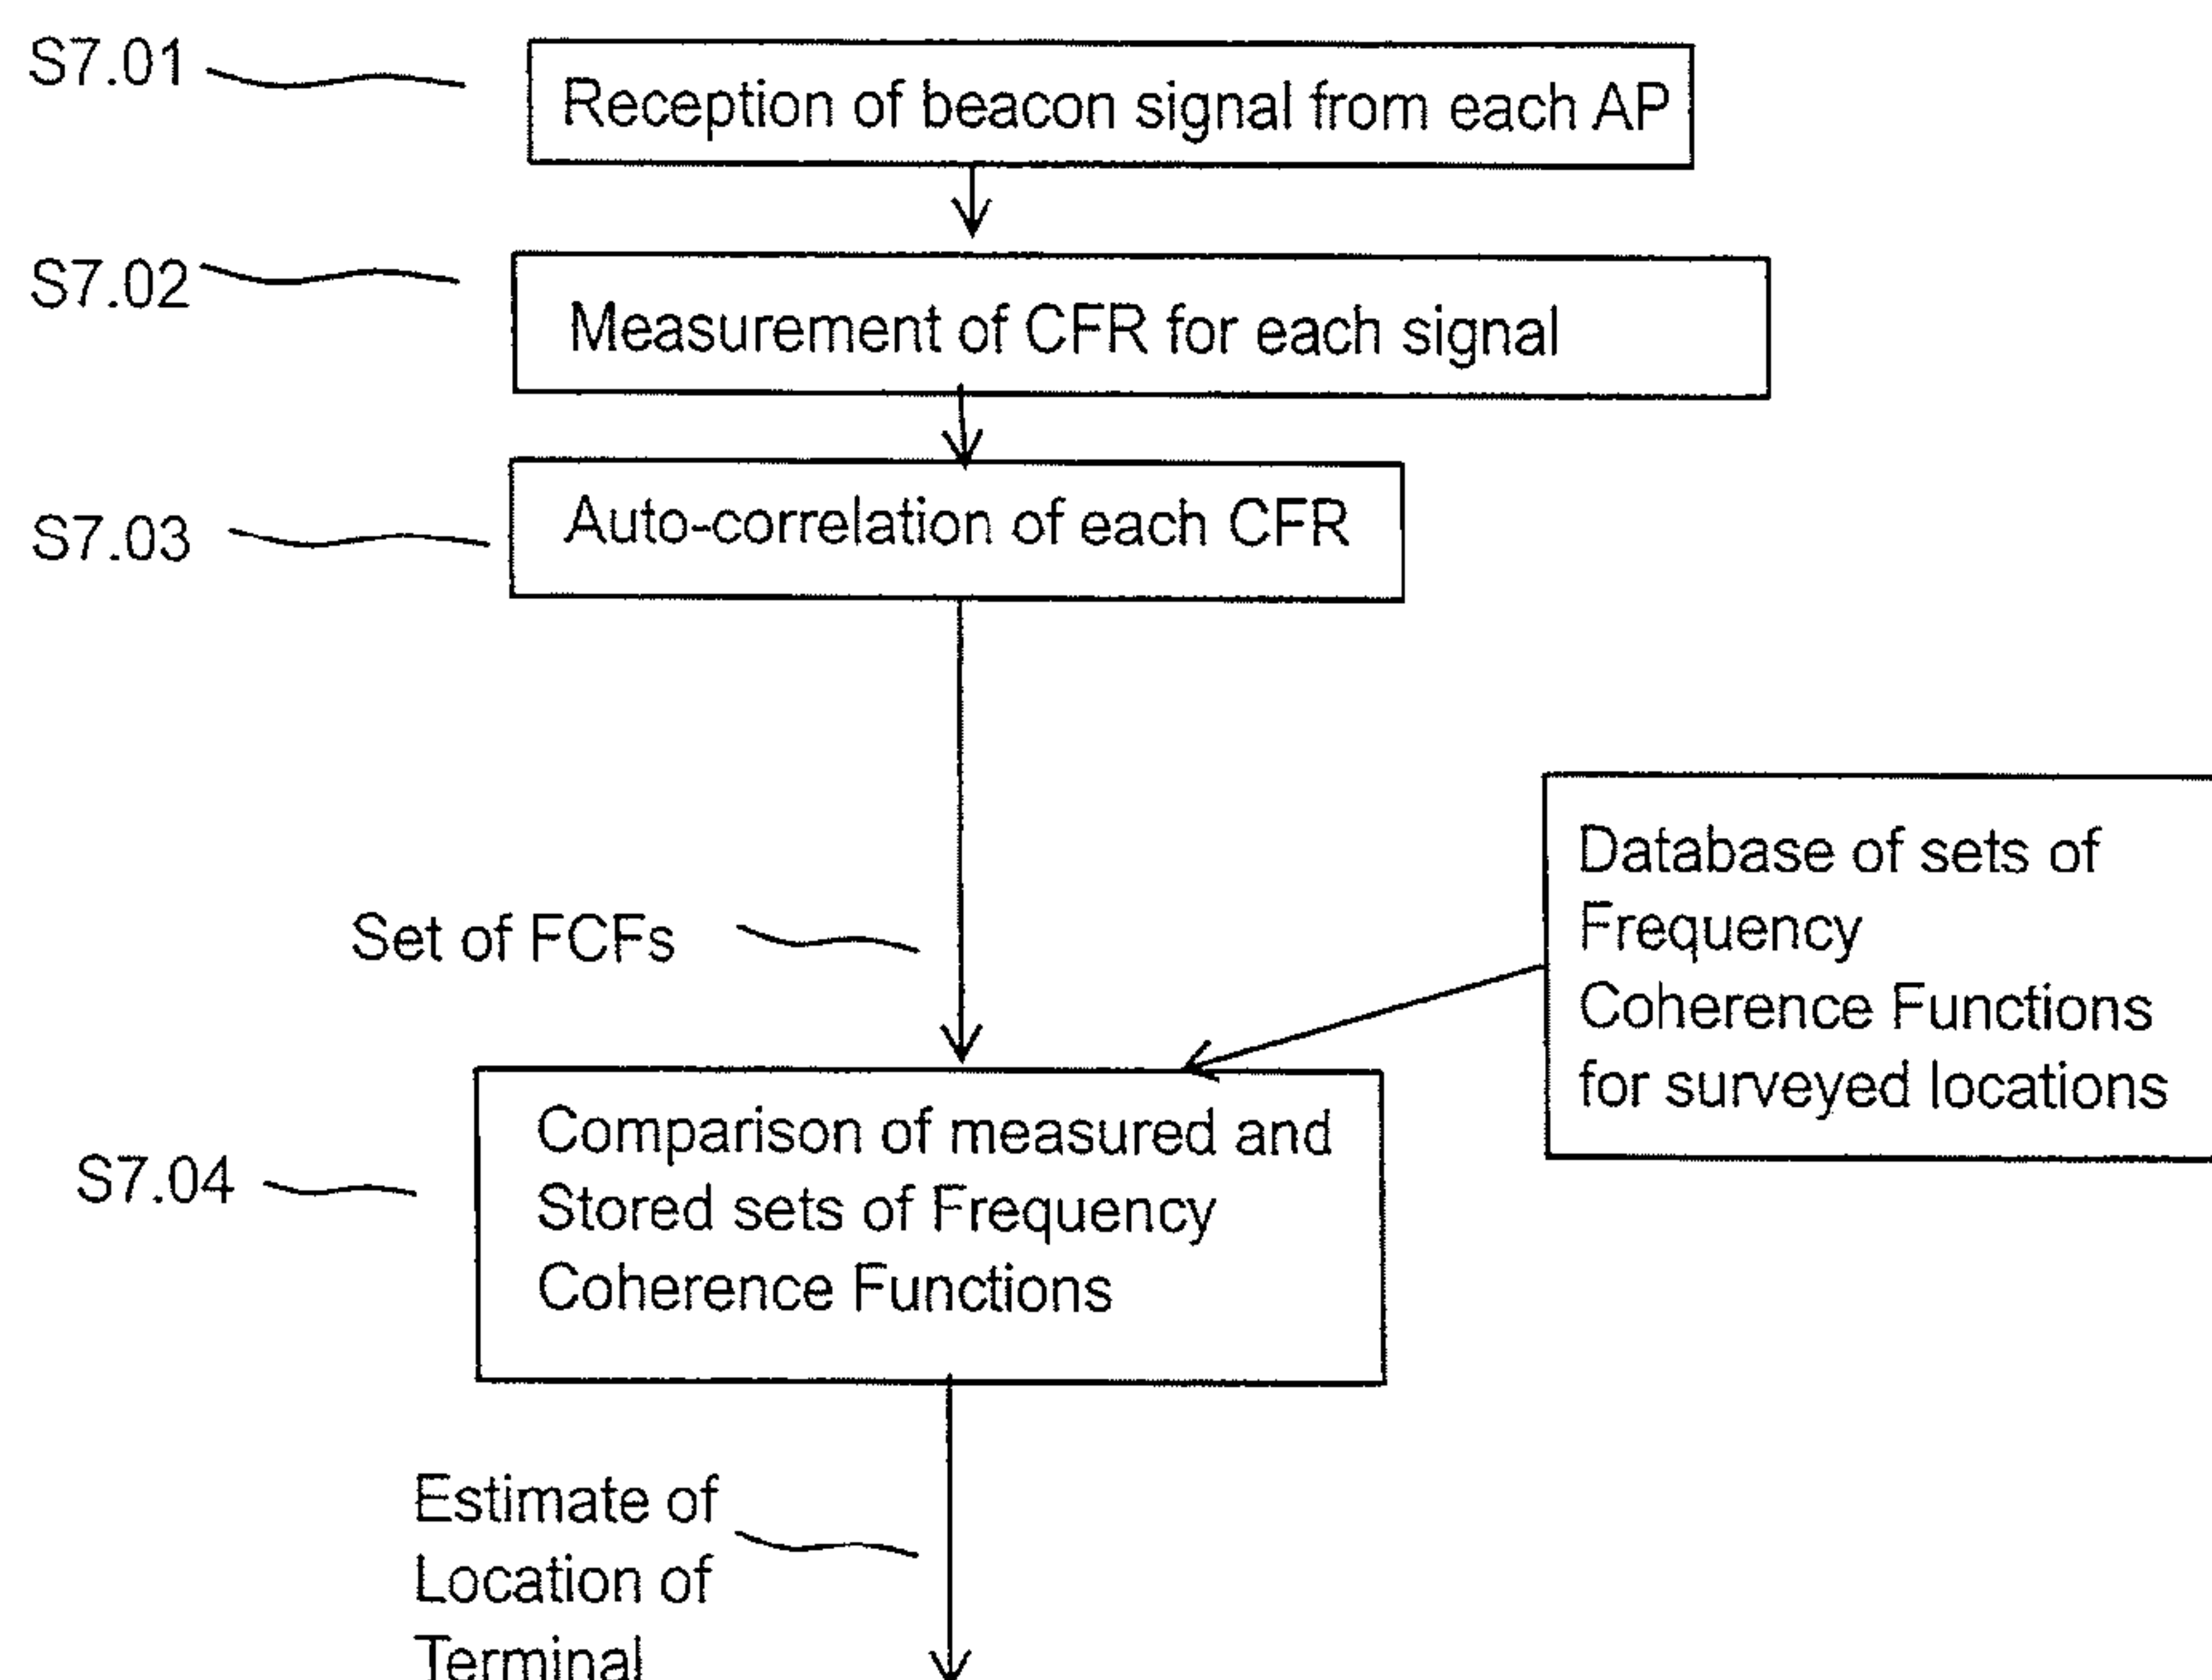 S7.01
Reception of beacon signal from each AP
S7.02
Measurement of CFR for each signal
S7.03
Auto-correlation of each CFR
Set of FCFs
Database of sets of
Frequency
Coherence Functions
for surveyed locations
S7.04
Comparison of measured and
Stored sets of Frequency
Coherence Functions
Estimate of
Location of
Terminal